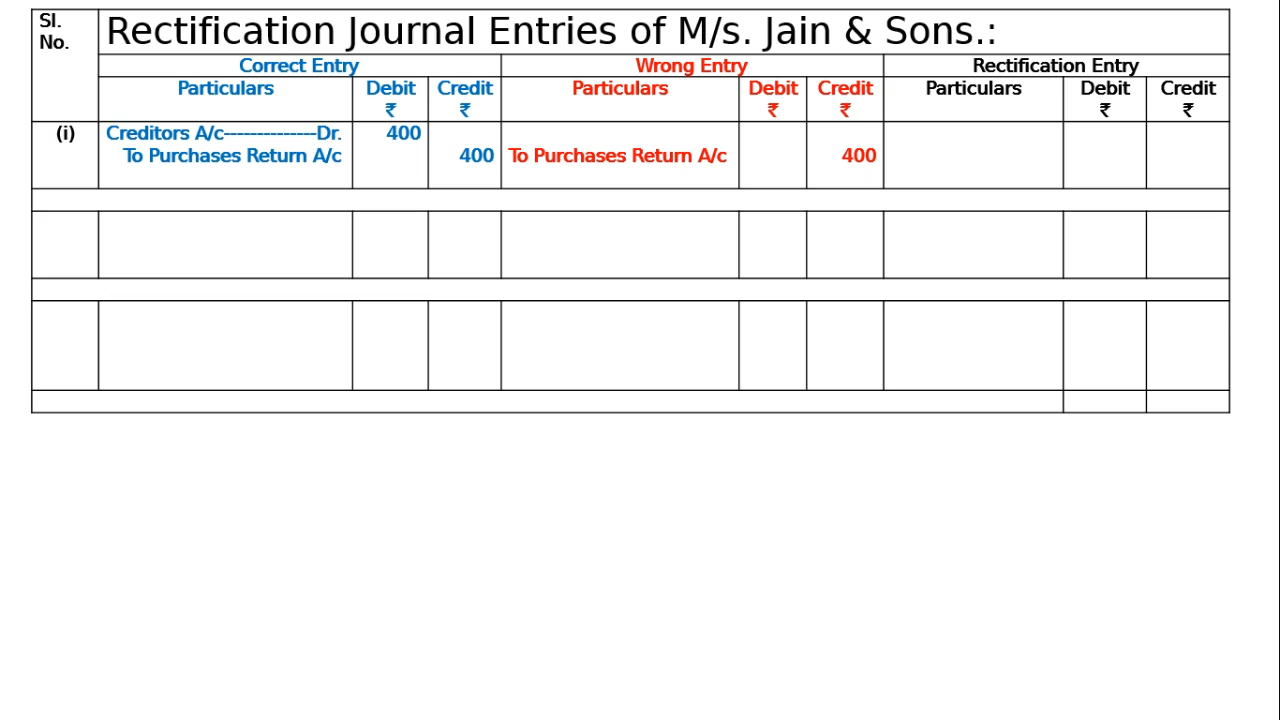 Sl.
No.
Rectification Journal Entries of M/s. Jain & Sons.:
Correct Entry
Wrong Entry
Rectification Entry
Particulars
Debit
₹
Credit
₹
Particulars
Debit
₹
Credit
₹
Particulars
Debit
₹
Credit
₹
(i)
Creditors A/c--------------Dr.
400
To Purchases Return A/c
400
To Purchases Return A/c
400